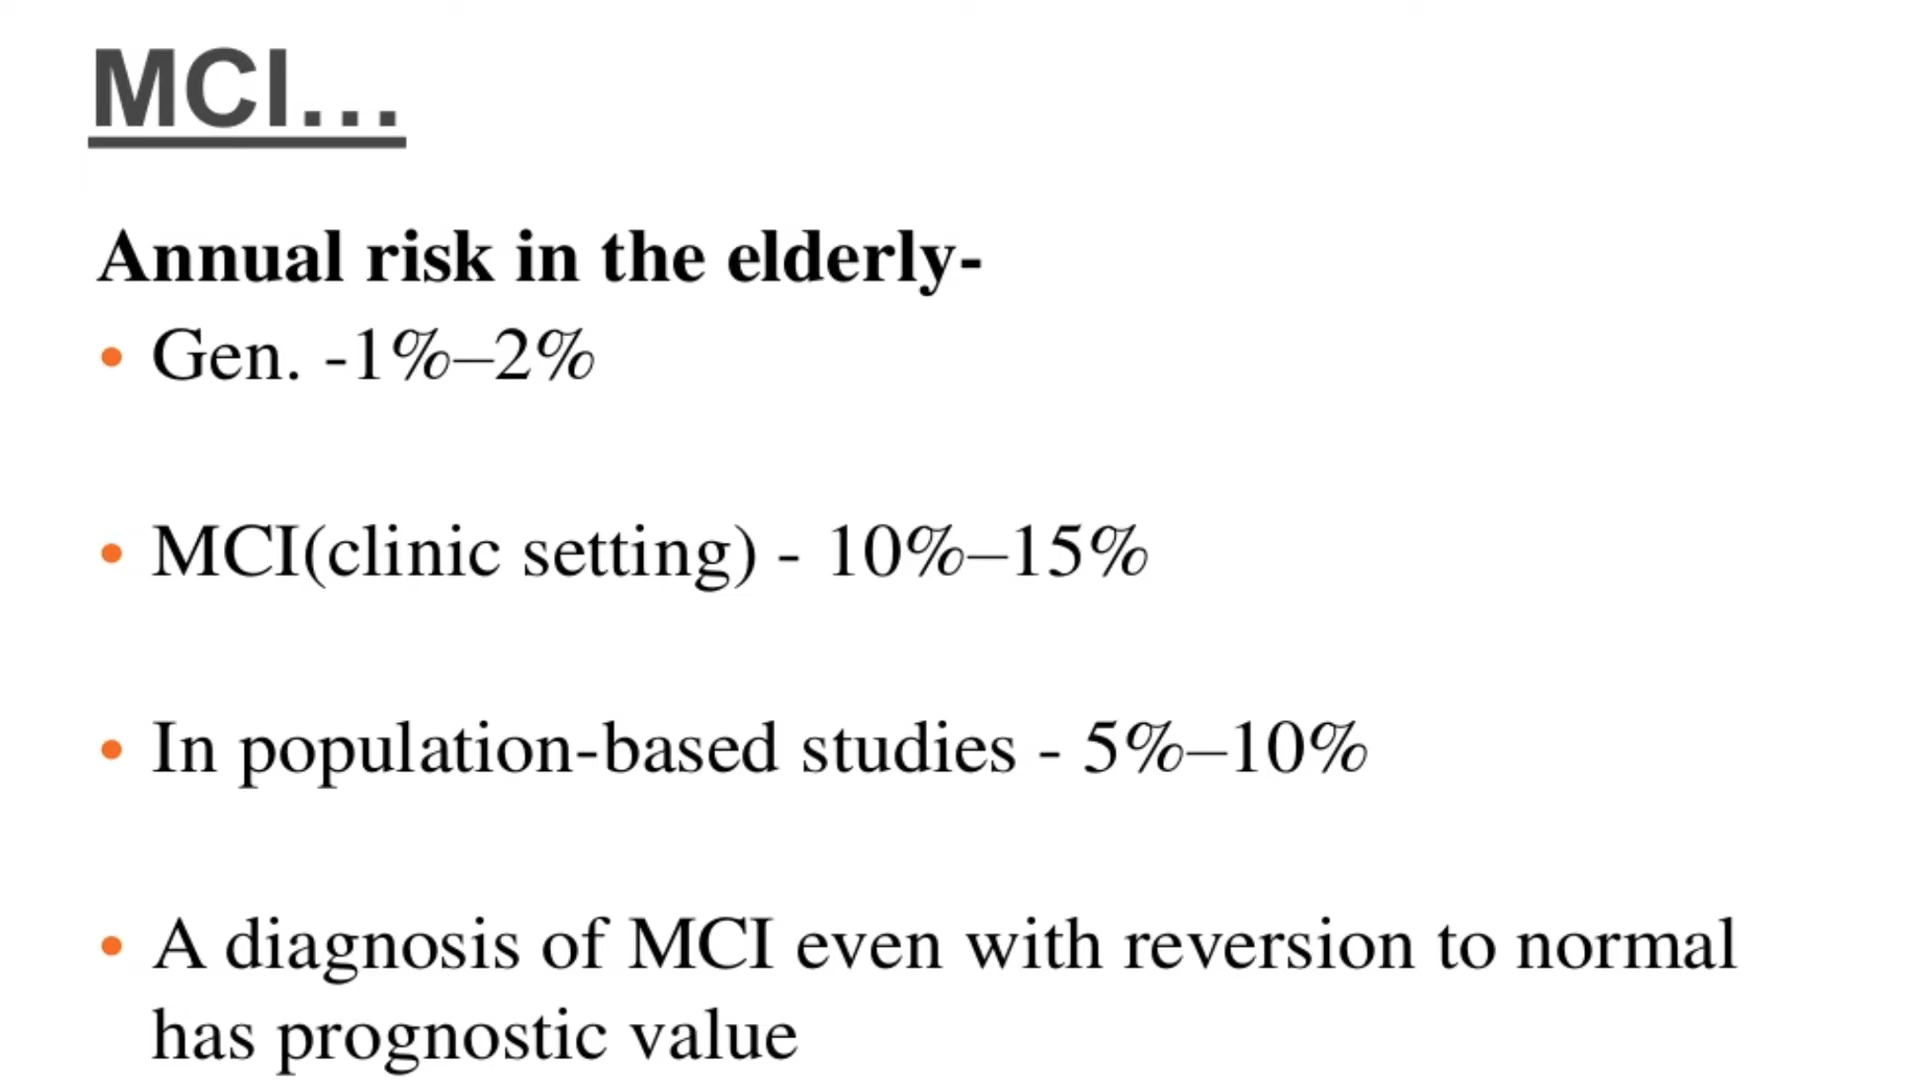 MCI...
Annual risk in the elderly-
• Gen. -1%–2%
• MCI(clinic setting) - 10%–15%
• In population-based studies - 5%–10%
• A diagnosis of MCI even with reversion to normal
has prognostic value